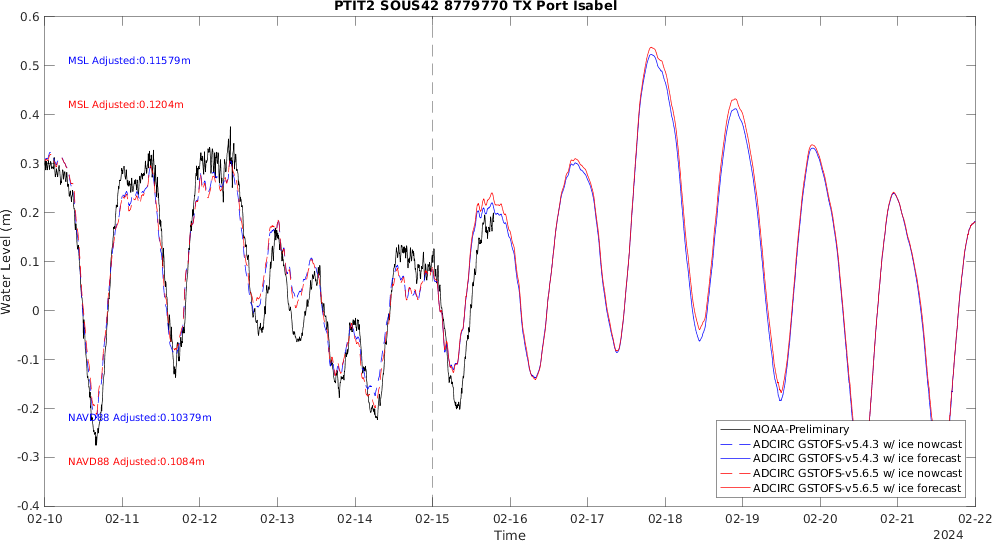 PTIT2 SOUS42 8779770 TX Port Isabel
0.6
0.5
0.4
0.3
0.2
0.1
0
-0.1
-0.2
-0.3
-0.4
Water Level (m)
MSL Adjusted:0.11579m
MSL Adjusted:0.1204m
NAVD88 Adjusted:0.10379m
NAVD88 Adjusted:0.1084m
NOAA-Preliminary
ADCIRC GSTOFS-v5.4.3 w/ ice nowcast
ADCIRC GSTOFS-v5.4.3 w/ ice forecast
ADCIRC GSTOFS-v5.6.5 w/ ice nowcast
ADCIRC GSTOFS-v5.6.5 w/ ice forecast
02-10 02-11 02-12 02-13 02-14 02-15 02-16 02-17 02-18 02-19 02-20 02-21 02-22
Time
2024